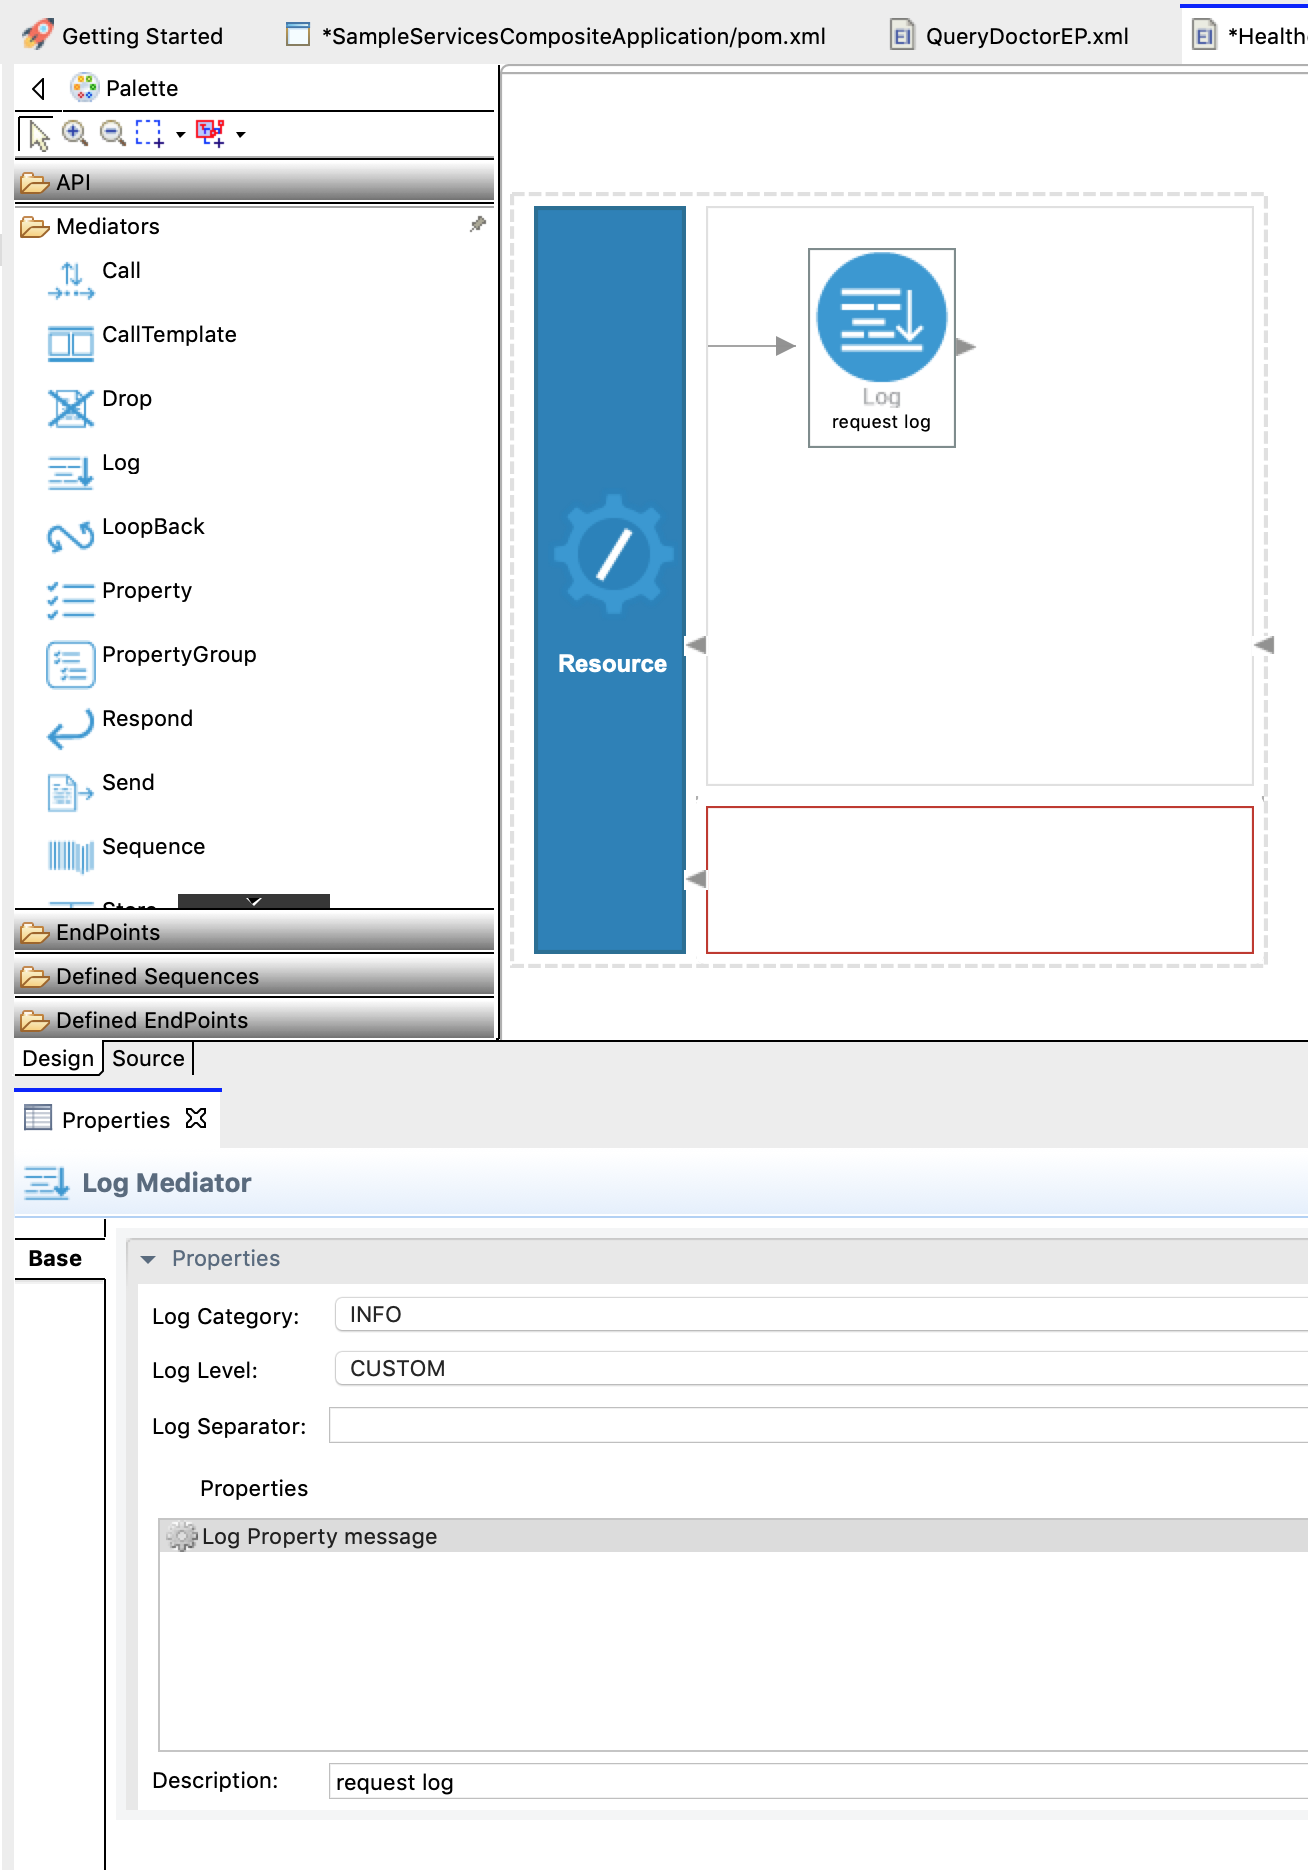 Getting Started
*SampleServicesCompositeApplication/pom.xml
QueryDoctorEP.xml
*Health
Palette
API
Mediators
Call
CallTemplate
Drop
Log
LoopBack
Property
PropertyGroup
Respond
Send
Sequence
EndPoints
Defined Sequences
Defined EndPoints
Log
request log
Resource
Design
Source
Properties
Log Mediator
Base
Properties
Log Category:
INFO
Log Level:
CUSTOM
Log Separator:
Properties
Log Property message
Description:
request log